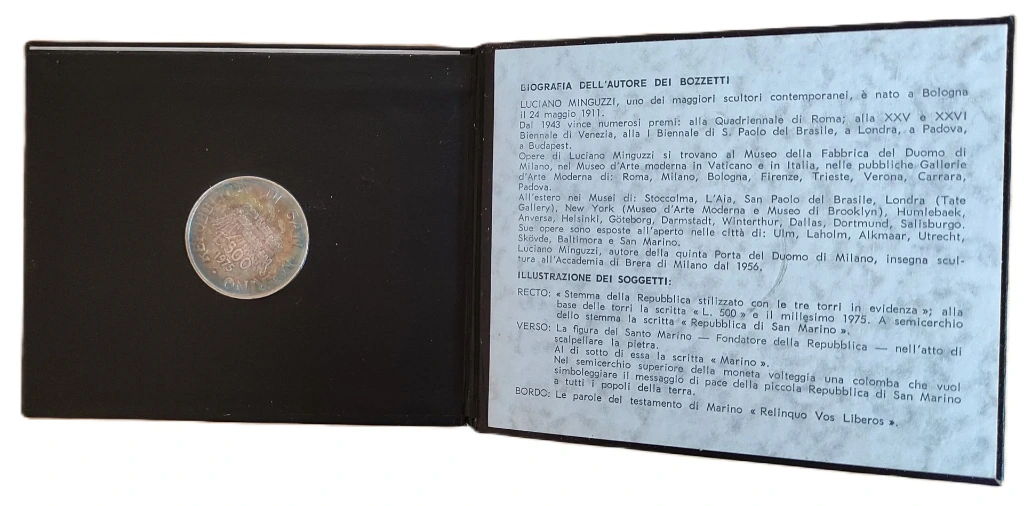 REPUBBLICA DI SAN MARINO
L. 500
1975
BIOGRAFIA DELL'AUTORE DEI BOZZETTI
LUCIANO MINGUZZI, uno dei maggiori scultori contemporanei, è nato a Bologna
il 24 maggio 1911.
Dal 1943 vince numerosi premi: alla Quadriennale di Roma; alla XXV e XXVI
Biennale di Venezia, alla I Biennale di S. Paolo del Brasile, a Londra, a Padova,
a Budapest.
Opere di Luciano Minguzzi si trovano al Museo della Fabbrica del Duomo di
Milano, nel Museo d'Arte moderna in Vaticano e in Italia, nelle pubbliche Gallerie
d'Arte Moderna di: Roma, Milano, Bologna, Firenze, Trieste, Verona, Carrara,
Padova.
All'estero nei Musei di: Stoccolma, L'Aia, San Paolo del Brasile, Londra (Tate
Gallery), New York (Museo d'Arte Moderna e Museo di Brooklyn), Humlebaek,
Anversa, Helsinki, Göteborg, Darmstadt, Winterthur, Dallas, Dortmund, Salisburgo.
Sue opere sono esposte all'aperto nelle città di: Ulm, Laholm, Alkmaar, Utrecht,
Skövde, Baltimora e San Marino.
Luciano Minguzzi, autore della quinta Porta del Duomo di Milano, insegna scul-
tura all'Accademia di Brera di Milano dal 1956.
ILLUSTRAZIONE DEI SOGGETTI:
RECTO: « Stemma della Repubblica stilizzato con le tre torri in evidenza »; alla
base delle torri la scritta « L. 500 » e il millesimo 1975. A semicerchio
dello stemma la scritta « Repubblica di San Marino ».
VERSO: La figura del Santo Marino — Fondatore della Repubblica — nell'atto di
scalpellare la pietra.
Al di sotto di essa la scritta « Marino ».
Nel semicerchio superiore della moneta volteggia una colomba che vuol
simboleggiare il messaggio di pace della piccola Repubblica di San Marino
a tutti i popoli della terra.
BORDO: Le parole del testamento di Marino « Relinquo Vos Liberos ».